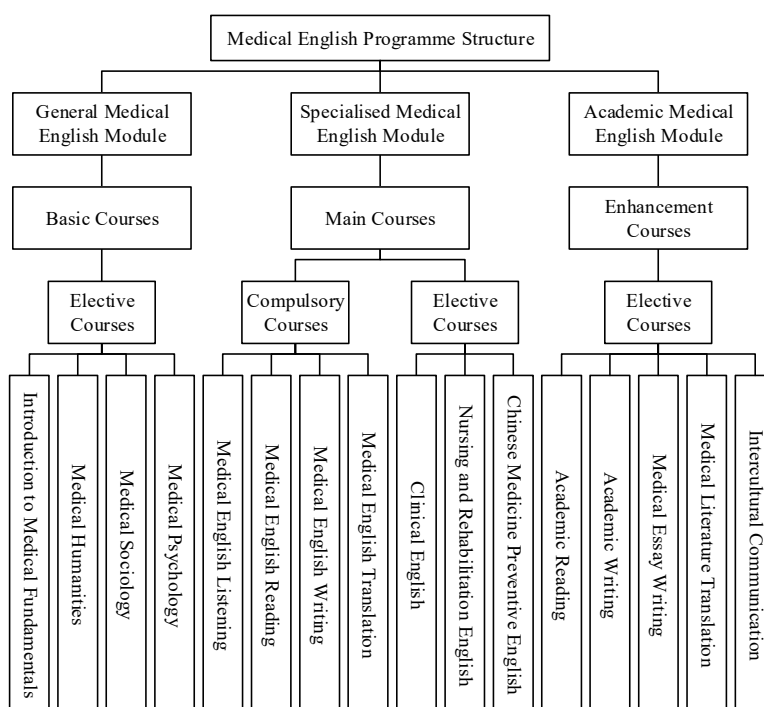 Medical English Programme Structure
General Medical
English Module
Specialised Medical
English Module
Academic Medical
English Module
Basic Courses
Main Courses
Enhancement
Courses
Elective
Courses
Compulsory
Courses
Elective
Courses
Elective
Courses
Introduction to Medical Fundamentals
Medical Humanities
Medical Sociology
Medical Psychology
Medical English Listening
Medical English Reading
Medical English Writing
Medical English Translation
Clinical English
Nursing and Rehabilitation English
Chinese Medicine Preventive English
Academic Reading
Academic Writing
Medical Essay Writing
Medical Literature Translation
Intercultural Communication